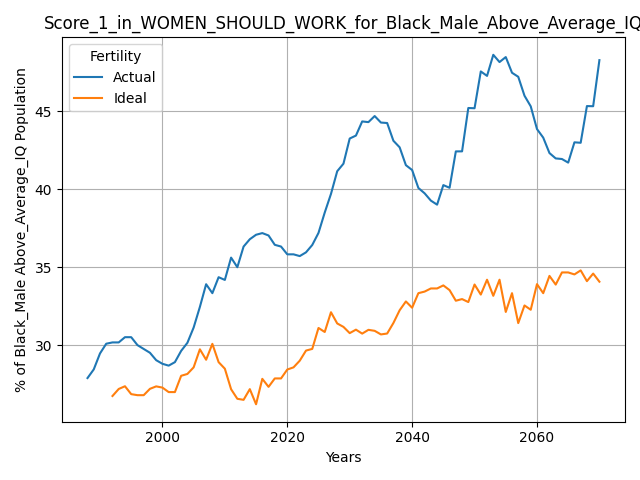 Score_1_in_WOMEN_SHOULD_WORK_for_Black_Male_Above_Average_IQ
Fertility
Actual
Ideal
% of Black_Male Above_Average_IQ Population
45
40
35
30
2000
2020
2040
2060
Years